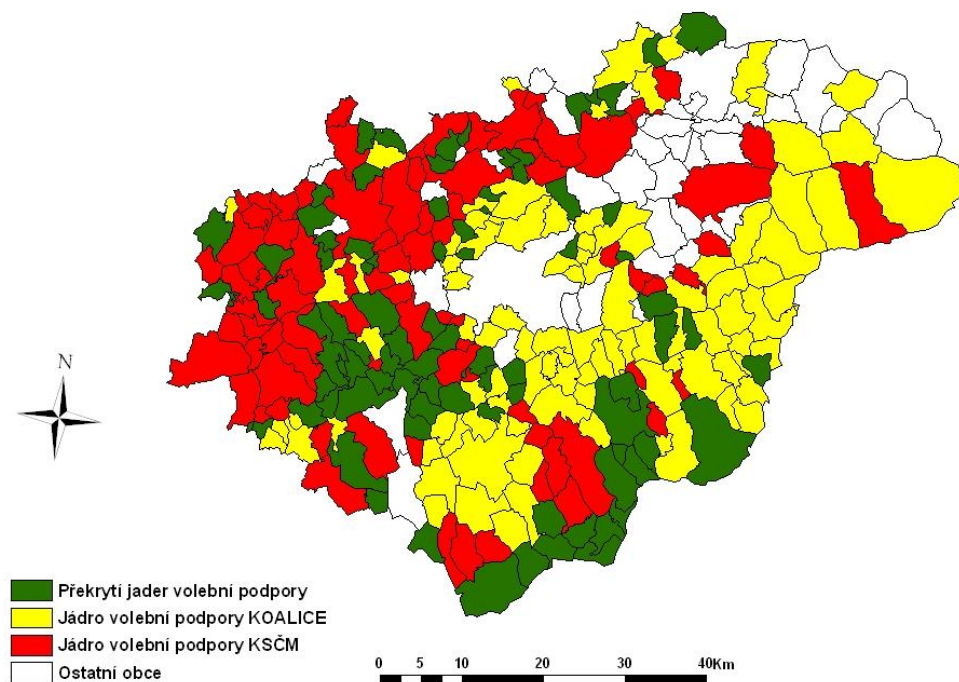 N
Překrytí jader volební podpory
Jádro volební podpory KOALICE
Jádro volební podpory KSČM
Ostatní obce
0 5 10 20 30 40Km